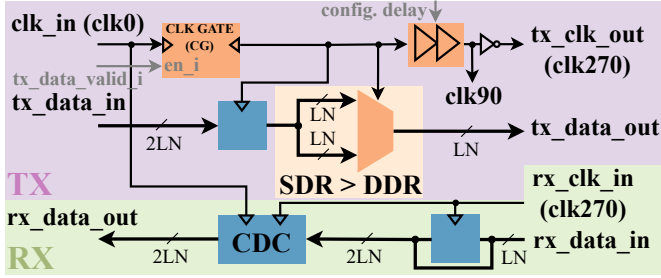 config. delay
clk_in (clk0)
CLK GATE
(CG)
tx_clk_out
(clk270)
tx_data_valid_i
en_i
clk90
tx_data_in
2LN
LN
LN
LN
tx_data_out
SDR > DDR
TX
rx_clk_in
(clk270)
rx_data_out
2LN
CDC
2LN
LN
rx_data_in
RX